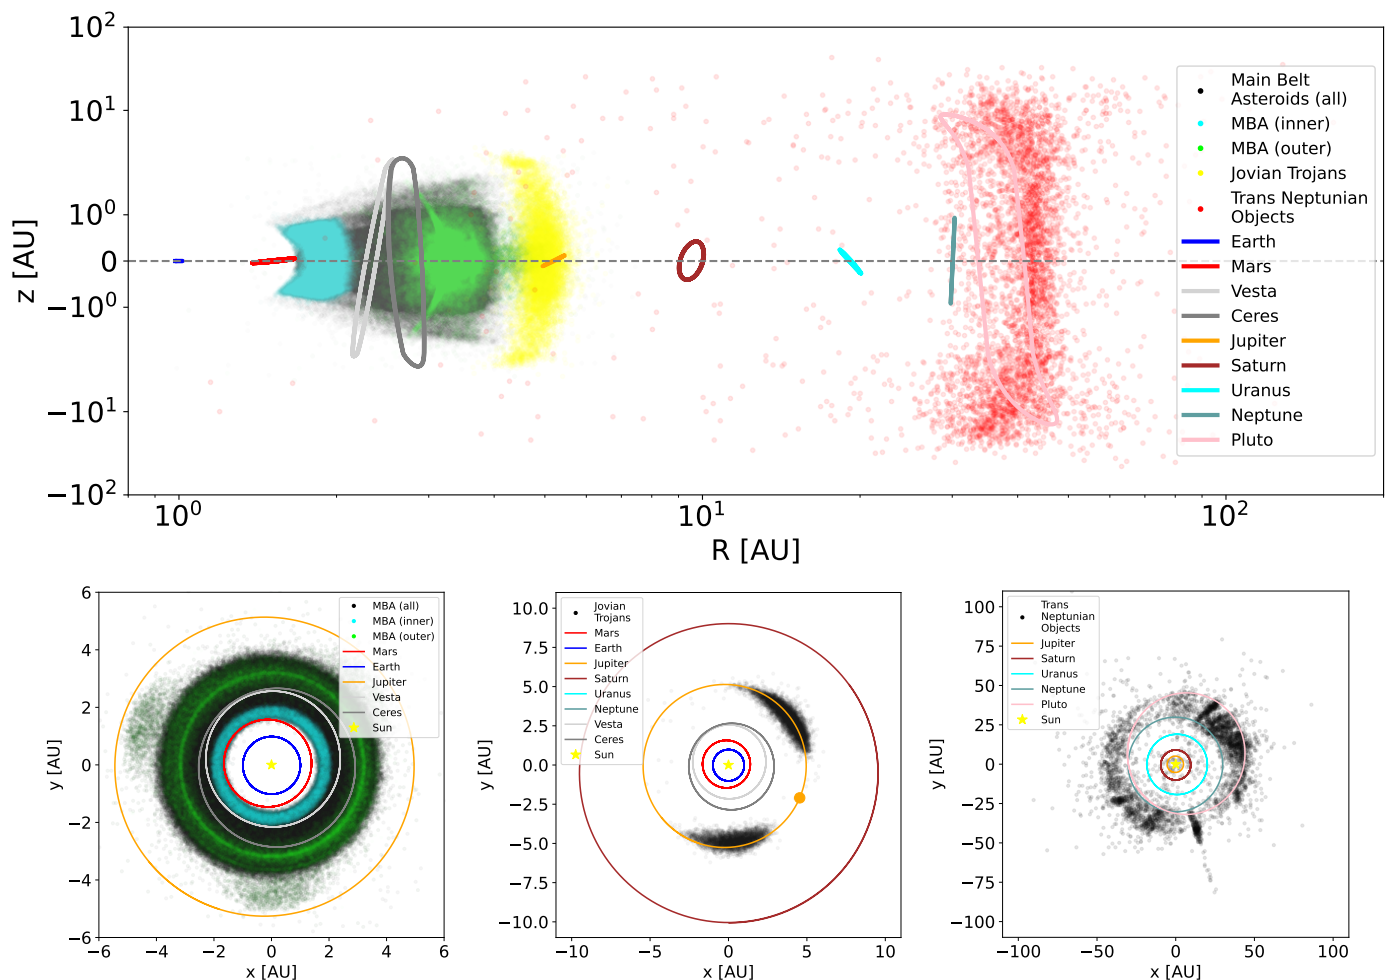 10²
10¹
10⁰
0
−10⁰
−10¹
−10²
z [AU]
10⁰
10¹
10²
R [AU]
Main Belt
Asteroids (all)
MBA (inner)
MBA (outer)
Jovian Trojans
Trans Neptunian
Objects
Earth
Mars
Vesta
Ceres
Jupiter
Saturn
Uranus
Neptune
Pluto
6
4
2
0
−2
−4
−6
y [AU]
−6
−4
−2
0
2
4
6
x [AU]
MBA (all)
MBA (inner)
MBA (outer)
Mars
Earth
Jupiter
Vesta
Ceres
Sun
10.0
7.5
5.0
2.5
0.0
−2.5
−5.0
−7.5
−10.0
y [AU]
−10
−5
0
5
10
x [AU]
Jovian
Trojans
Mars
Earth
Jupiter
Saturn
Uranus
Neptune
Vesta
Ceres
Sun
100
75
50
25
0
−25
−50
−75
−100
y [AU]
−100
−50
0
50
100
x [AU]
Trans
Neptunian
Objects
Jupiter
Saturn
Uranus
Neptune
Pluto
Sun